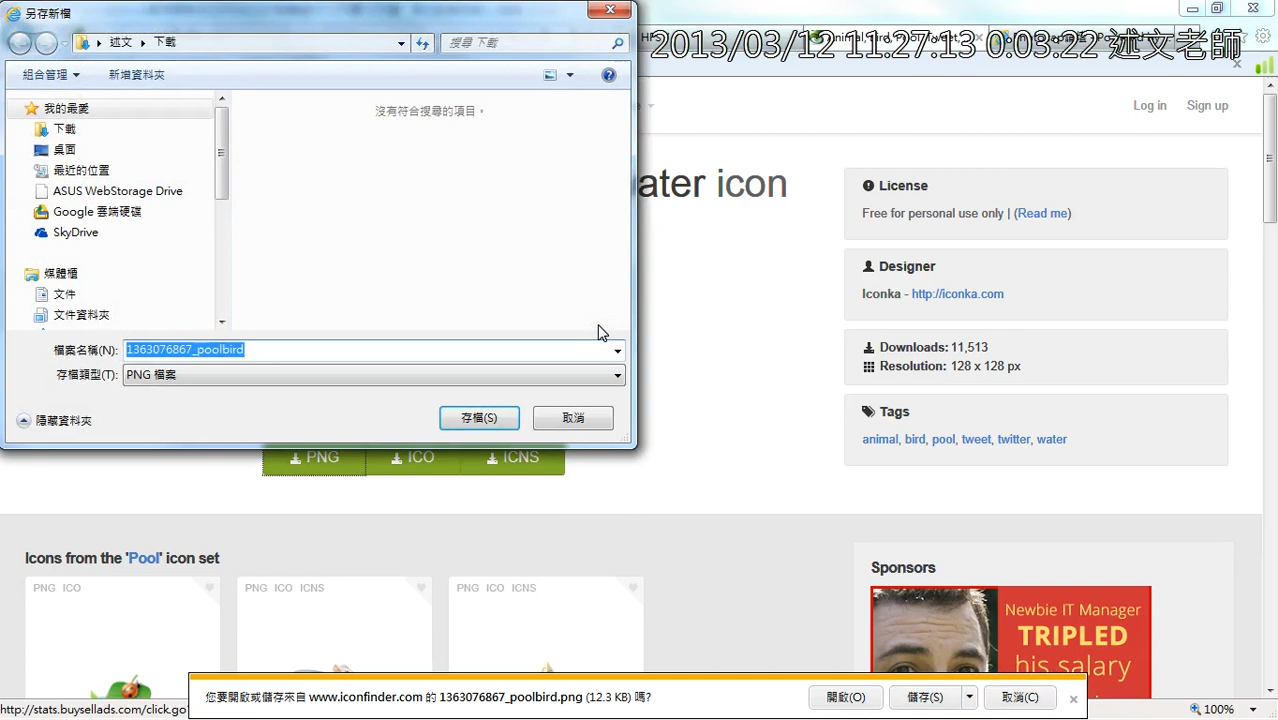 另存新檔
述文 ▸ 下載
搜尋 下載
2013/03/12 11:27.13 0:03:22 述文老師
組合管理
新增資料夾
我的最愛
下載
桌面
最近的位置
ASUS WebStorage Drive
Google 雲端硬碟
SkyDrive
媒體櫃
文件
文件資料夾
沒有符合搜尋的項目。
檔案名稱(N):
1363076867_poolbird
存檔類型(T):
PNG 檔案
隱藏資料夾
存檔(S)
取消
Log in
Sign up
ater icon
License
Free for personal use only | (Read me)
Designer
Iconka - http://iconka.com
Downloads: 11,513
Resolution: 128 x 128 px
Tags
animal, bird, pool, tweet, twitter, water
PNG
ICO
ICNS
Icons from the 'Pool' icon set
PNG ICO
PNG ICO ICNS
PNG ICO ICNS
Sponsors
Newbie IT Manager
TRIPLED
his salary
您要開啟或儲存來自 www.iconfinder.com 的 1363076867_poolbird.png (12.3 KB) 嗎?
開啟(O)
儲存(S)
取消(C)
http://stats.buysellads.com/click.go
100%